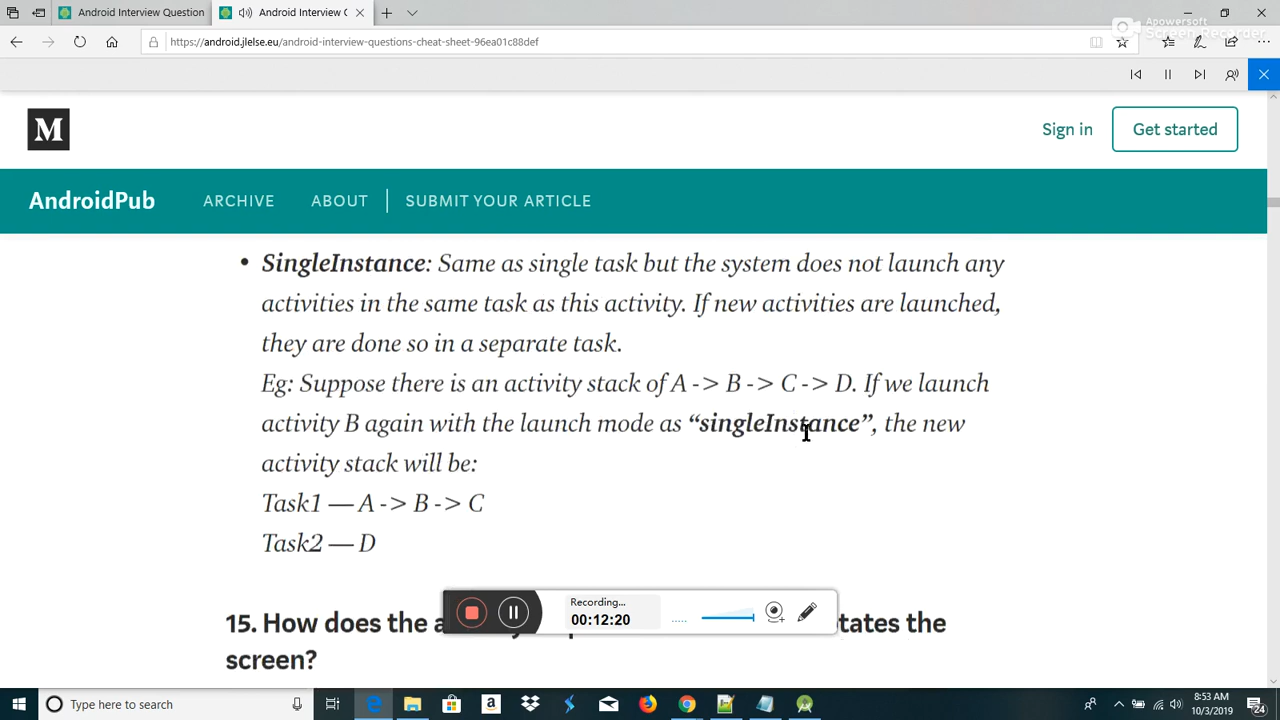 Android Interview Question
Android Interview C
Apowersoft
Screen Recorder
https://android.jlelse.eu/android-interview-questions-cheat-sheet-96ea01c88def
M
Sign in
Get started
AndroidPub
ARCHIVE
ABOUT
SUBMIT YOUR ARTICLE
• SingleInstance: Same as single task but the system does not launch any
activities in the same task as this activity. If new activities are launched,
they are done so in a separate task.
Eg: Suppose there is an activity stack of A -> B -> C -> D. If we launch
activity B again with the launch mode as “singleInstance”, the new
activity stack will be:
Task1 — A -> B -> C
Task2 — D
Recording...
00:12:20
15. How does the a
tates the
screen?
Type here to search
8:53 AM
10/3/2019
24